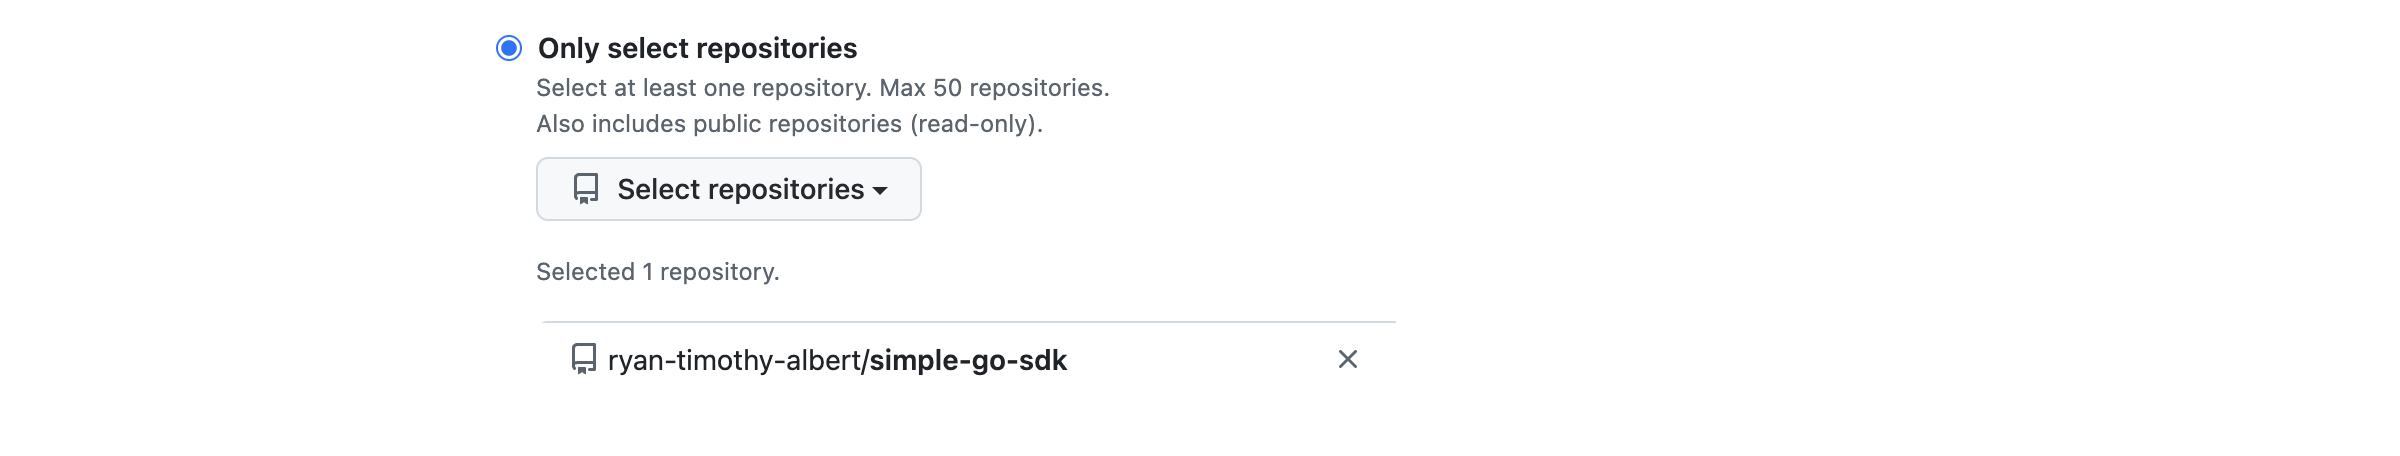 Only select repositories
Select at least one repository. Max 50 repositories.
Also includes public repositories (read-only).
Select repositories
Selected 1 repository.
ryan-timothy-albert/simple-go-sdk